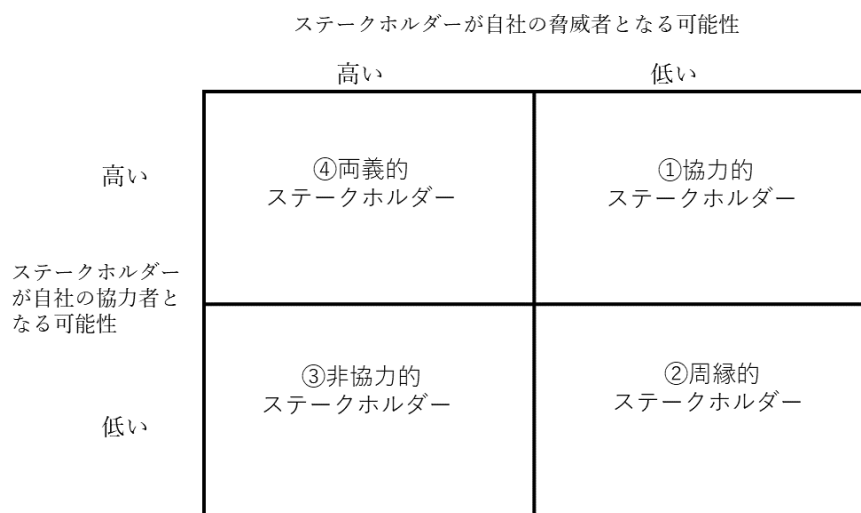 ステークホルダーが自社の脅威者となる可能性
高い
低い
高い
④両義的
ステークホルダー
①協力的
ステークホルダー
ステークホルダー
が自社の協力者と
なる可能性
低い
③非協力的
ステークホルダー
②周縁的
ステークホルダー